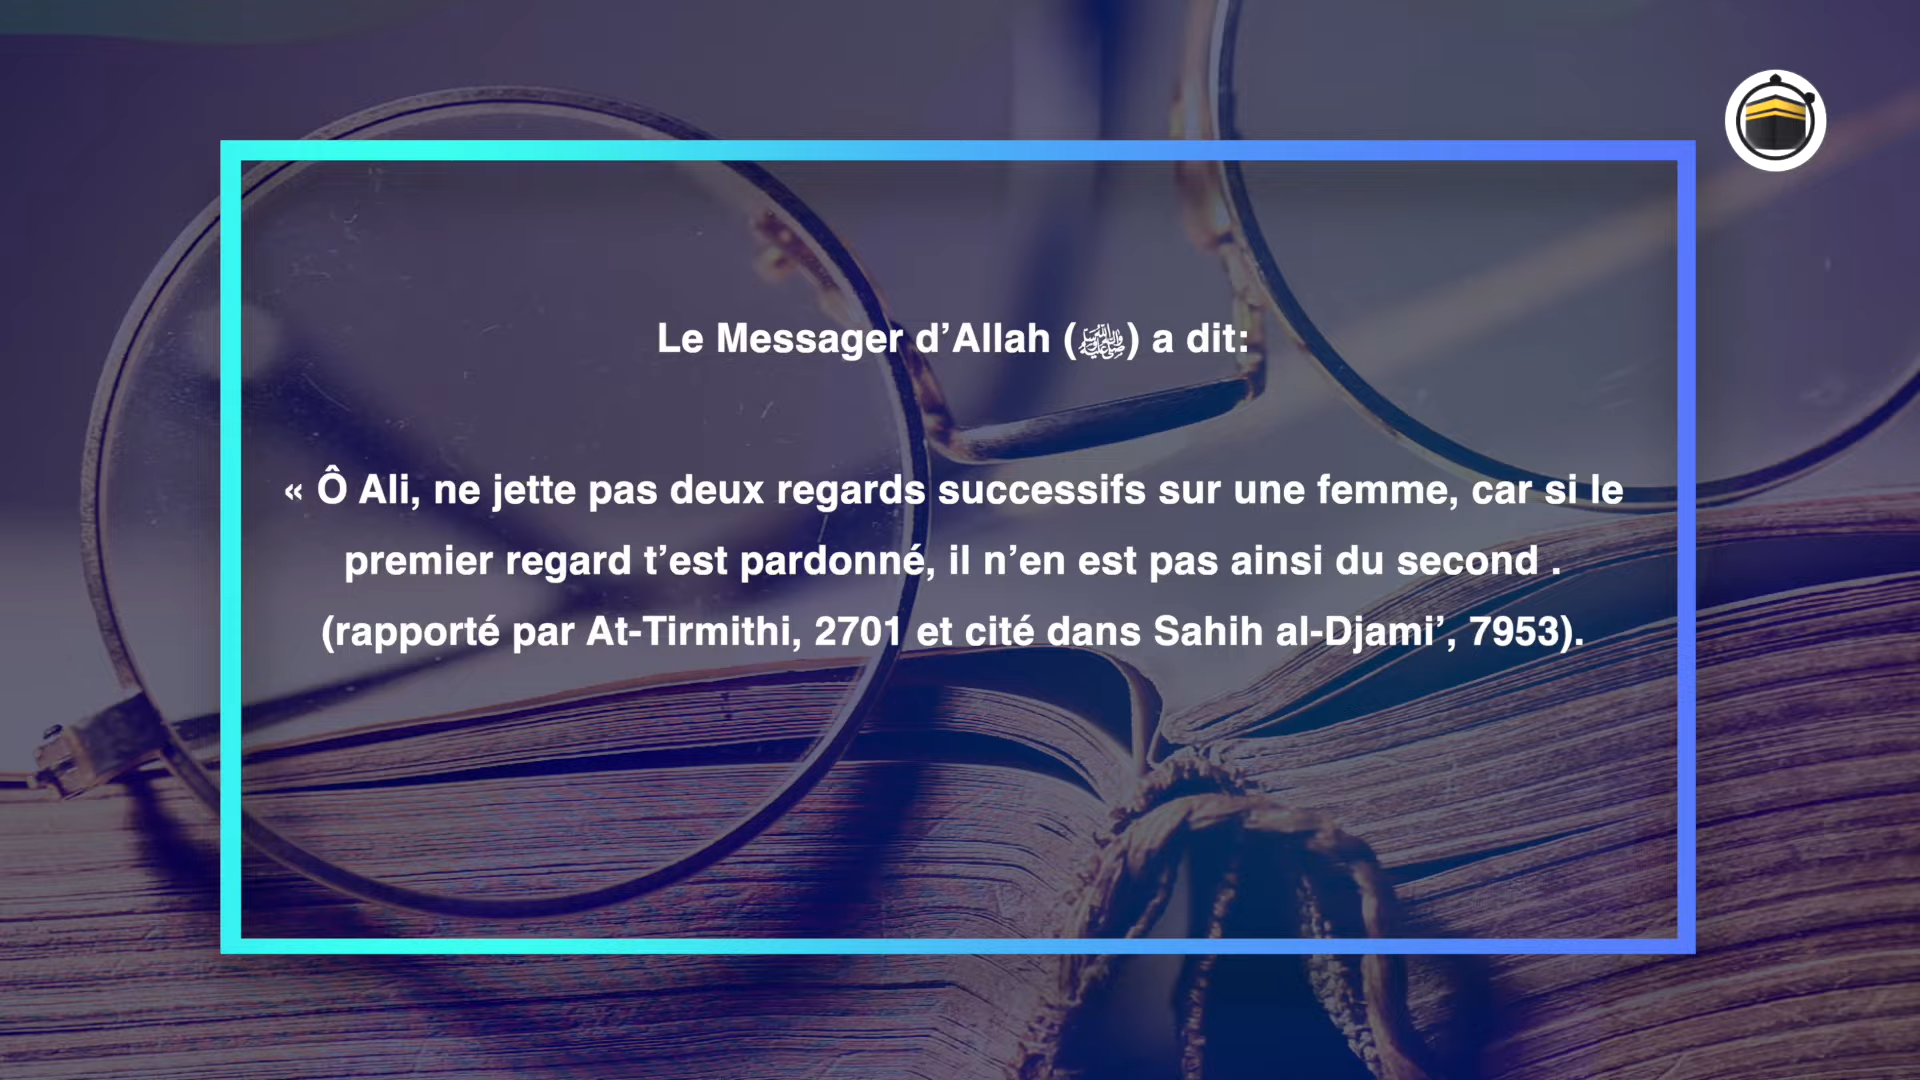 Le Messager d’Allah (ﷺ) a dit:
« Ô Ali, ne jette pas deux regards successifs sur une femme, car si le
premier regard t’est pardonné, il n’en est pas ainsi du second .
(rapporté par At-Tirmithi, 2701 et cité dans Sahih al-Djami’, 7953).